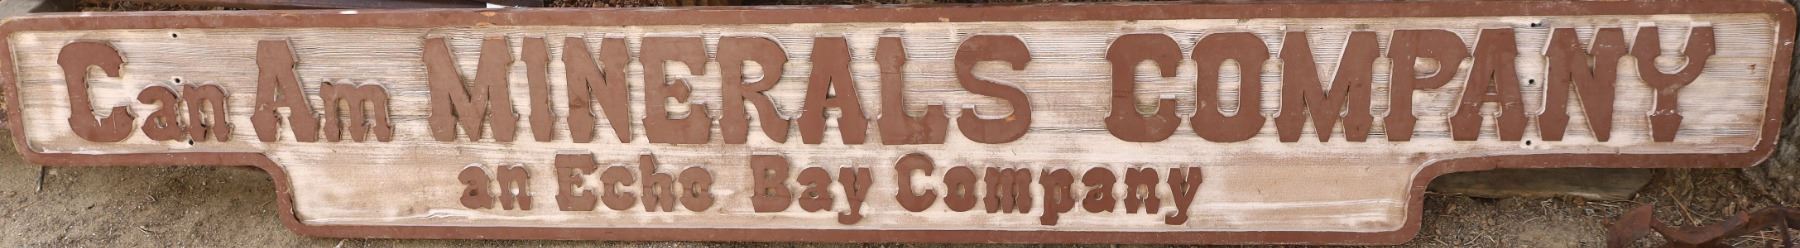 Can Am MINERALS COMPANY
an Echo Bay Company